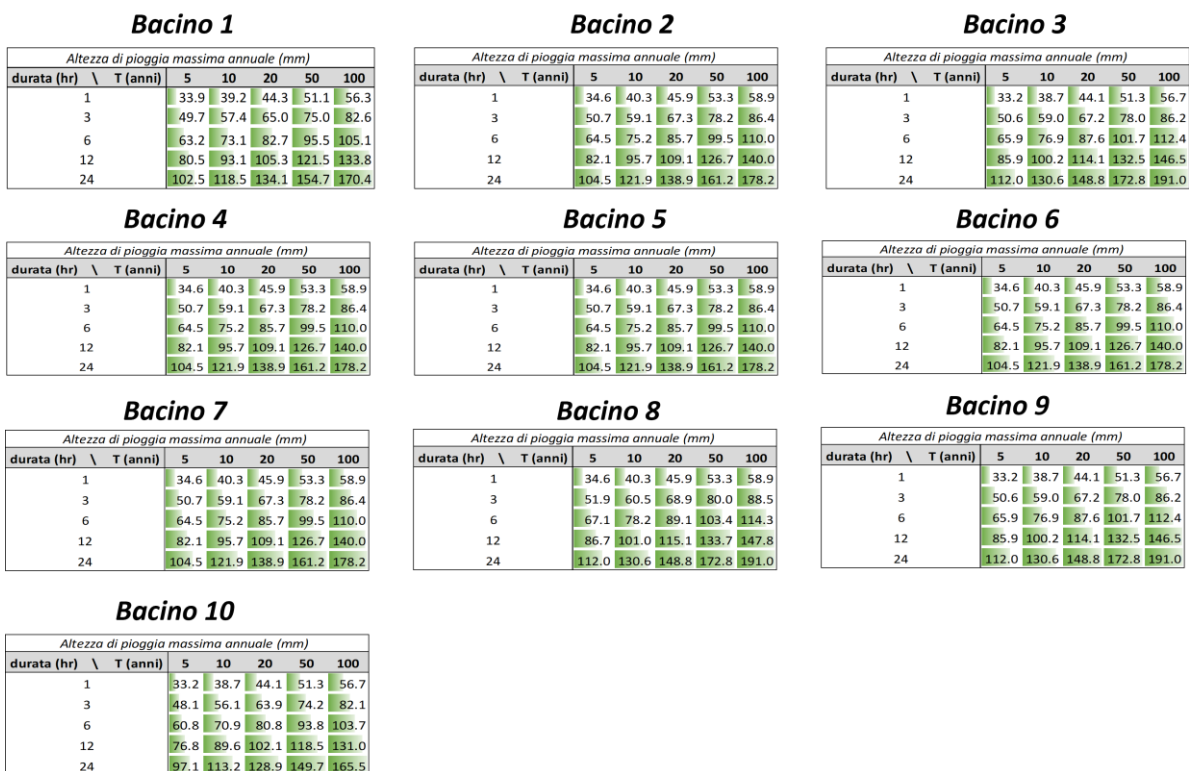 Bacino 1
Altezza di pioggia massima annuale (mm)
durata (hr) \ T (anni) 5 10 20 50 100
1 33.9 39.2 44.3 51.1 56.3
3 49.7 57.4 65.0 75.0 82.6
6 63.2 73.1 82.7 95.5 105.1
12 80.5 93.1 105.3 121.5 133.8
24 102.5 118.5 134.1 154.7 170.4
Bacino 2
Altezza di pioggia massima annuale (mm)
durata (hr) \ T (anni) 5 10 20 50 100
1 34.6 40.3 45.9 53.3 58.9
3 50.7 59.1 67.3 78.2 86.4
6 64.5 75.2 85.7 99.5 110.0
12 82.1 95.7 109.1 126.7 140.0
24 104.5 121.9 138.9 161.2 178.2
Bacino 3
Altezza di pioggia massima annuale (mm)
durata (hr) \ T (anni) 5 10 20 50 100
1 33.2 38.7 44.1 51.3 56.7
3 50.6 59.0 67.2 78.0 86.2
6 65.9 76.9 87.6 101.7 112.4
12 85.9 100.2 114.1 132.5 146.5
24 112.0 130.6 148.8 172.8 191.0
Bacino 4
Altezza di pioggia massima annuale (mm)
durata (hr) \ T (anni) 5 10 20 50 100
1 34.6 40.3 45.9 53.3 58.9
3 50.7 59.1 67.3 78.2 86.4
6 64.5 75.2 85.7 99.5 110.0
12 82.1 95.7 109.1 126.7 140.0
24 104.5 121.9 138.9 161.2 178.2
Bacino 5
Altezza di pioggia massima annuale (mm)
durata (hr) \ T (anni) 5 10 20 50 100
1 34.6 40.3 45.9 53.3 58.9
3 50.7 59.1 67.3 78.2 86.4
6 64.5 75.2 85.7 99.5 110.0
12 82.1 95.7 109.1 126.7 140.0
24 104.5 121.9 138.9 161.2 178.2
Bacino 6
Altezza di pioggia massima annuale (mm)
durata (hr) \ T (anni) 5 10 20 50 100
1 34.6 40.3 45.9 53.3 58.9
3 50.7 59.1 67.3 78.2 86.4
6 64.5 75.2 85.7 99.5 110.0
12 82.1 95.7 109.1 126.7 140.0
24 104.5 121.9 138.9 161.2 178.2
Bacino 7
Altezza di pioggia massima annuale (mm)
durata (hr) \ T (anni) 5 10 20 50 100
1 34.6 40.3 45.9 53.3 58.9
3 50.7 59.1 67.3 78.2 86.4
6 64.5 75.2 85.7 99.5 110.0
12 82.1 95.7 109.1 126.7 140.0
24 104.5 121.9 138.9 161.2 178.2
Bacino 8
Altezza di pioggia massima annuale (mm)
durata (hr) \ T (anni) 5 10 20 50 100
1 34.6 40.3 45.9 53.3 58.9
3 51.9 60.5 68.9 80.0 88.5
6 67.1 78.2 89.1 103.4 114.3
12 86.7 101.0 115.1 133.7 147.8
24 112.0 130.6 148.8 172.8 191.0
Bacino 9
Altezza di pioggia massima annuale (mm)
durata (hr) \ T (anni) 5 10 20 50 100
1 33.2 38.7 44.1 51.3 56.7
3 50.6 59.0 67.2 78.0 86.2
6 65.9 76.9 87.6 101.7 112.4
12 85.9 100.2 114.1 132.5 146.5
24 112.0 130.6 148.8 172.8 191.0
Bacino 10
Altezza di pioggia massima annuale (mm)
durata (hr) \ T (anni) 5 10 20 50 100
1 33.2 38.7 44.1 51.3 56.7
3 48.1 56.1 63.9 74.2 82.1
6 60.8 70.9 80.8 93.8 103.7
12 76.8 89.6 102.1 118.5 131.0
24 97.1 113.2 128.9 149.7 165.5